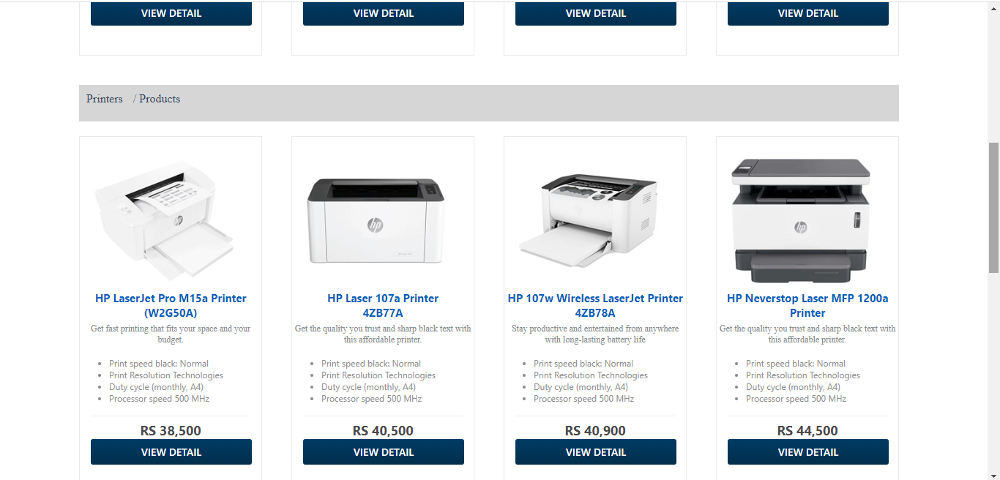 VIEW DETAIL
VIEW DETAIL
VIEW DETAIL
VIEW DETAIL
Printers / Products
hp
HP LaserJet Pro M15a Printer
(W2G50A)
Get fast printing that fits your space and your
budget.
Print speed black: Normal
Print Resolution Technologies
Duty cycle (monthly, A4)
Processor speed 500 MHz
RS 38,500
VIEW DETAIL
hp
HP Laser 107a Printer
4ZB77A
Get the quality you trust and sharp black text with
this affordable printer.
Print speed black: Normal
Print Resolution Technologies
Duty cycle (monthly, A4)
Processor speed 500 MHz
RS 40,500
VIEW DETAIL
HP 107w Wireless LaserJet Printer
4ZB78A
Stay productive and entertained from anywhere
with long-lasting battery life
Print speed black: Normal
Print Resolution Technologies
Duty cycle (monthly, A4)
Processor speed 500 MHz
RS 40,900
VIEW DETAIL
hp
HP Neverstop Laser MFP 1200a
Printer
Get the quality you trust and sharp black text with
this affordable printer.
Print speed black: Normal
Print Resolution Technologies
Duty cycle (monthly, A4)
Processor speed 500 MHz
RS 44,500
VIEW DETAIL